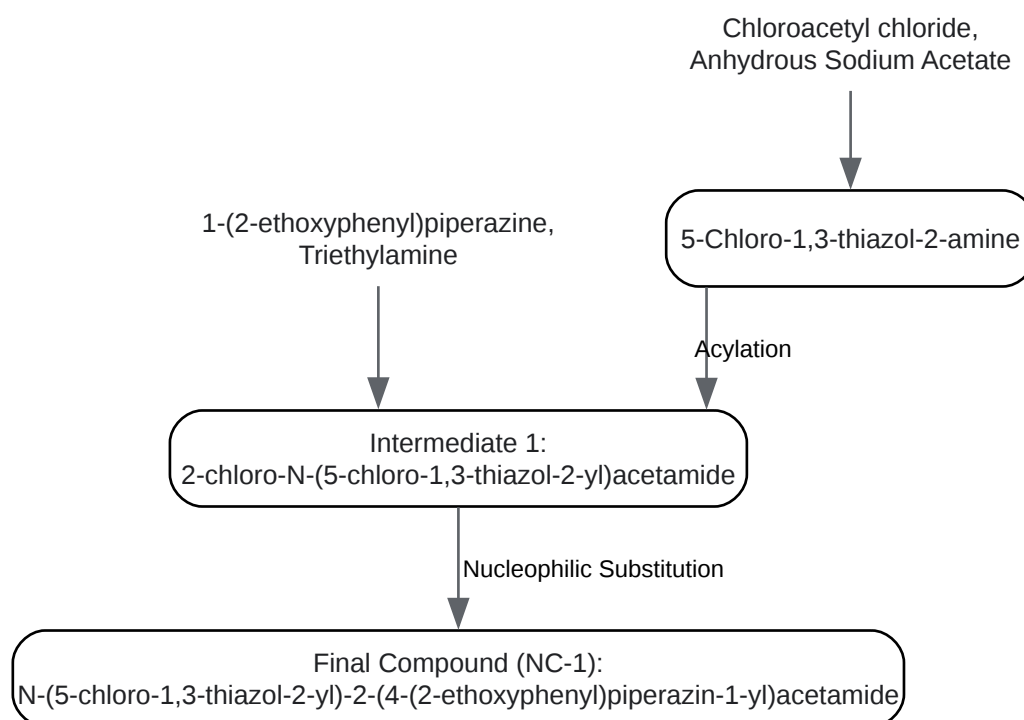 Chloroacetyl chloride,
Anhydrous Sodium Acetate
1-(2-ethoxyphenyl)piperazine,
Triethylamine
5-Chloro-1,3-thiazol-2-amine
Acylation
Intermediate 1:
2-chloro-N-(5-chloro-1,3-thiazol-2-yl)acetamide
Nucleophilic Substitution
Final Compound (NC-1):
N-(5-chloro-1,3-thiazol-2-yl)-2-(4-(2-ethoxyphenyl)piperazin-1-yl)acetamide